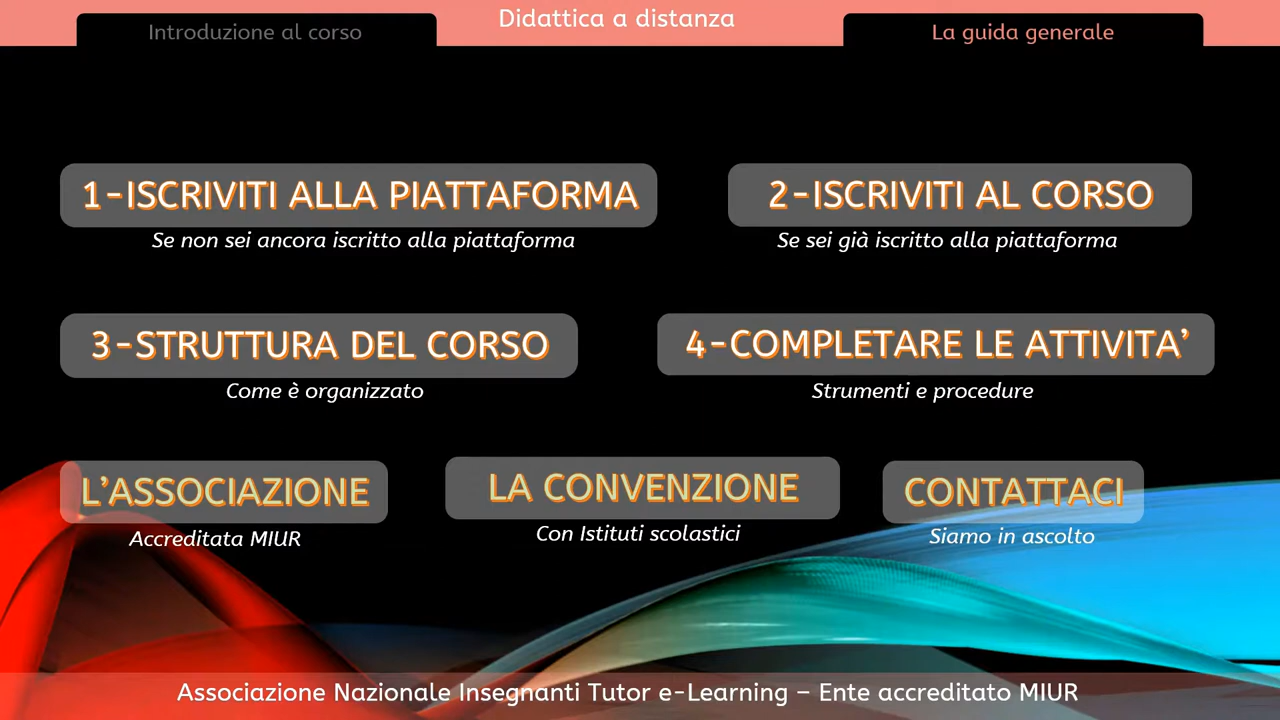 Didattica a distanza
Introduzione al corso
La guida generale
1-ISCRIVITI ALLA PIATTAFORMA
Se non sei ancora iscritto alla piattaforma
2-ISCRIVITI AL CORSO
Se sei già iscritto alla piattaforma
3-STRUTTURA DEL CORSO
Come è organizzato
4-COMPLETARE LE ATTIVITA’
Strumenti e procedure
L’ASSOCIAZIONE
Accreditata MIUR
LA CONVENZIONE
Con Istituti scolastici
CONTATTACI
Siamo in ascolto
Associazione Nazionale Insegnanti Tutor e-Learning – Ente accreditato MIUR